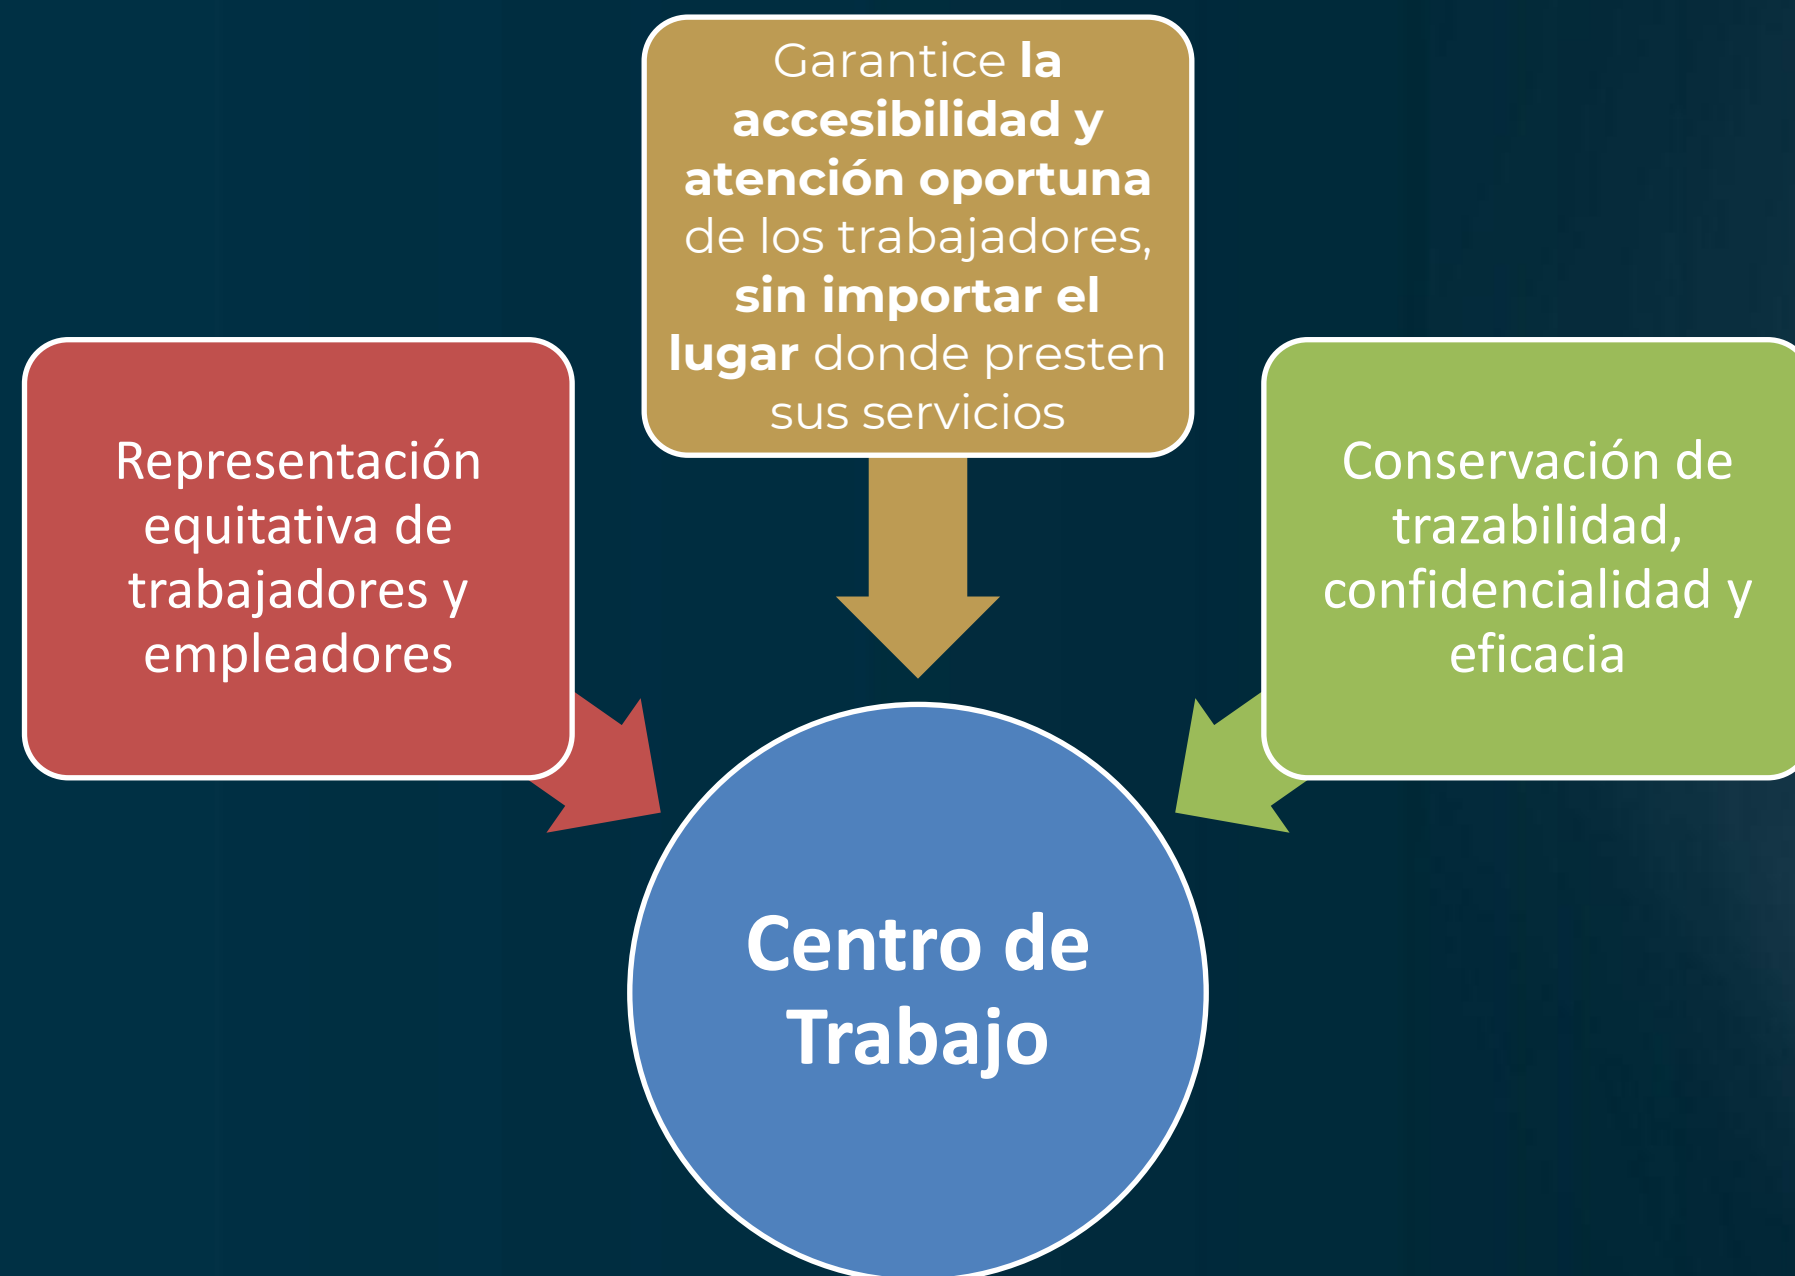 Garantice la
accesibilidad y
atención oportuna
de los trabajadores,
sin importar el
lugar donde presten
sus servicios
Representación
equitativa de
trabajadores y
empleadores
Conservación de
trazabilidad,
confidencialidad y
eficacia
Centro de
Trabajo